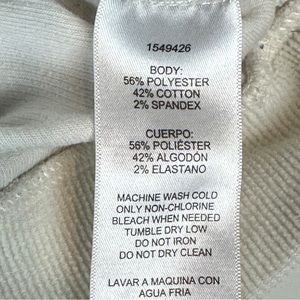 1549426
BODY:
56% POLYESTER
42% COTTON
2% SPANDEX
CUERPO:
56% POLIÉSTER
42% ALGODÓN
2% ELASTANO
MACHINE WASH COLD
ONLY NON-CHLORINE
BLEACH WHEN NEEDED
TUMBLE DRY LOW
DO NOT IRON
DO NOT DRY CLEAN
LAVAR A MAQUINA CON
AGUA FRIA